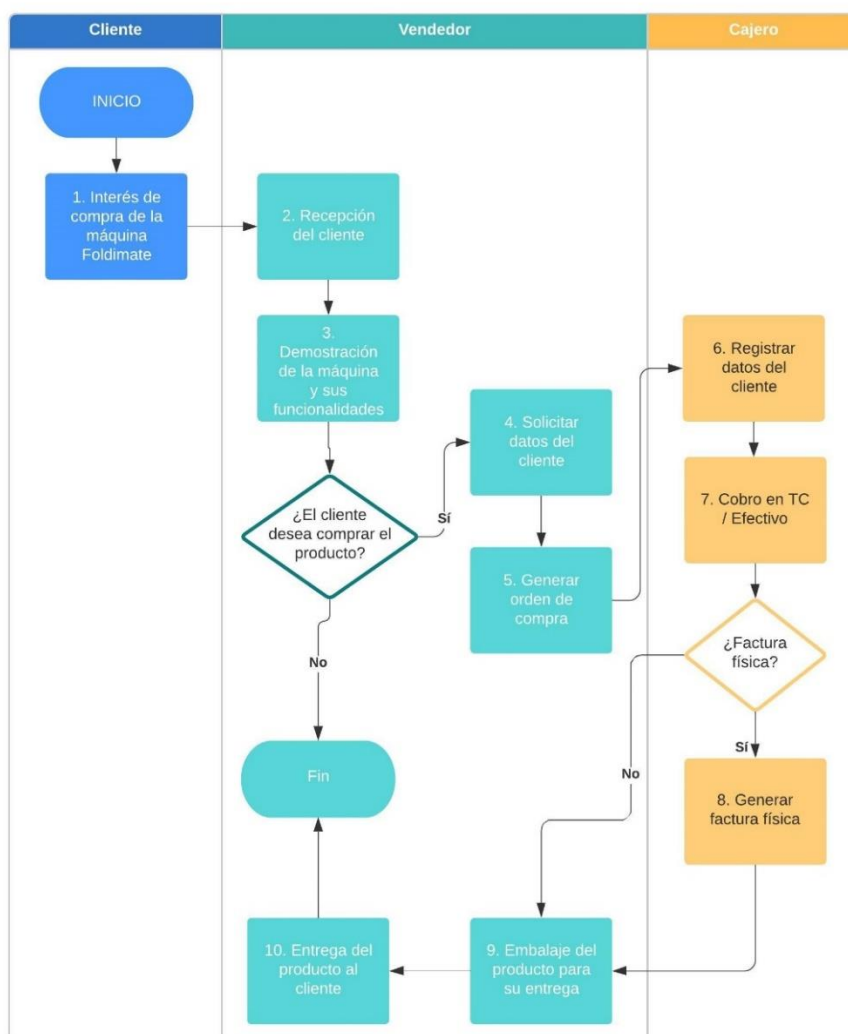 Cliente
Vendedor
Cajero
INICIO
1. Interés de
compra de la
máquina
Foldimate
2. Recepción
del cliente
3.
Demostración
de la máquina
y sus
funcionalidades
¿El cliente
desea comprar el
producto?
Sí
No
4. Solicitar
datos del
cliente
5. Generar
orden de
compra
6. Registrar
datos del
cliente
7. Cobro en TC
/ Efectivo
¿Factura
física?
Sí
No
8. Generar
factura física
9. Embalaje del
producto para
su entrega
10. Entrega del
producto al
cliente
Fin